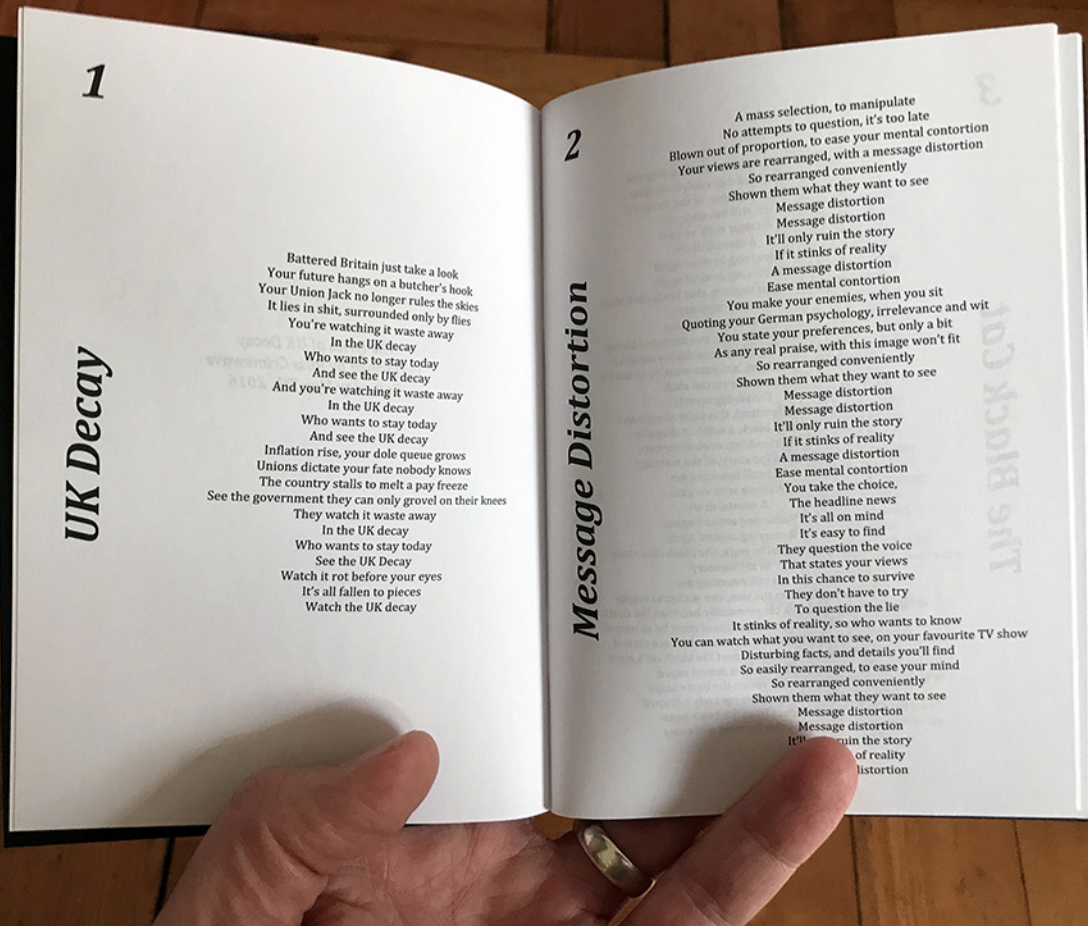 1
UK Decay
Battered Britain just take a look
Your future hangs on a butcher's hook
Your Union Jack no longer rules the skies
It lies in shit, surrounded only by flies
You're watching it waste away
In the UK decay
Who wants to stay today
And see the UK decay
And you're watching it waste away
In the UK decay
Who wants to stay today
And see the UK decay
Inflation rise, your dole queue grows
Unions dictate your fate nobody knows
The country stalls to melt a pay freeze
See the government they can only grovel on their knees
They watch it waste away
In the UK decay
Who wants to stay today
See the UK Decay
Watch it rot before your eyes
It's all fallen to pieces
Watch the UK decay
2
Message Distortion
A mass selection, to manipulate
No attempts to question, it's too late
Blown out of proportion, to ease your mental contortion
Your views are rearranged, with a message distortion
So rearranged conveniently
Shown them what they want to see
Message distortion
Message distortion
It'll only ruin the story
If it stinks of reality
A message distortion
Ease mental contortion
You make your enemies, when you sit
Quoting your German psychology, irrelevance and wit
You state your preferences, but only a bit
As any real praise, with this image won't fit
So rearranged conveniently
Shown them what they want to see
Message distortion
Message distortion
It'll only ruin the story
If it stinks of reality
A message distortion
Ease mental contortion
You take the choice,
The headline news
It's all on mind
It's easy to find
They question the voice
That states your views
In this chance to survive
They don't have to try
To question the lie
It stinks of reality, so who wants to know
You can watch what you want to see, on your favourite TV show
Disturbing facts, and details you'll find
So easily rearranged, to ease your mind
So rearranged conveniently
Shown them what they want to see
Message distortion
Message distortion
the story
of reality
3
The Black Cat